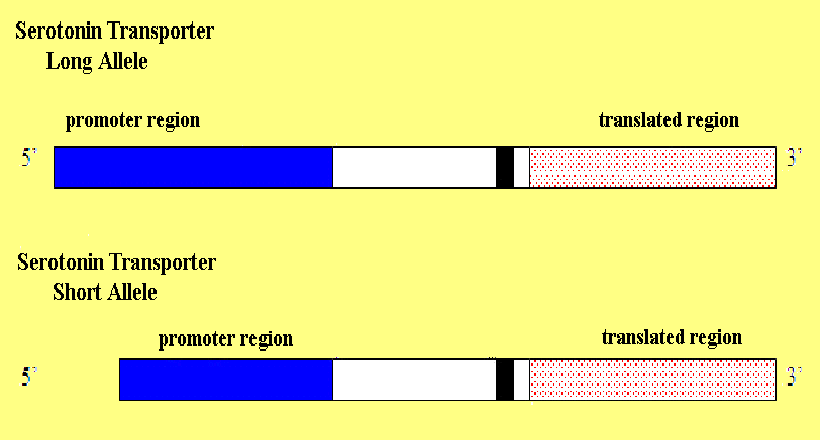 Serotonin Transporter
Long Allele
promoter region
translated region
5’
3’
Serotonin Transporter
Short Allele
promoter region
translated region
5’
3’